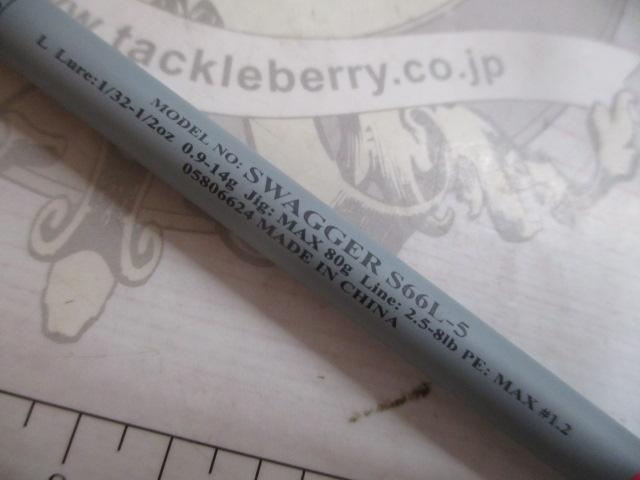 www.tackleberry.co.jp
MODEL NO: SWAGGER S66L-5
L Lure:1/32-1/2oz 0.9-14g Jig: MAX 80g Line: 2.5-8lb PE: MAX #1.2
05806624 MADE IN CHINA